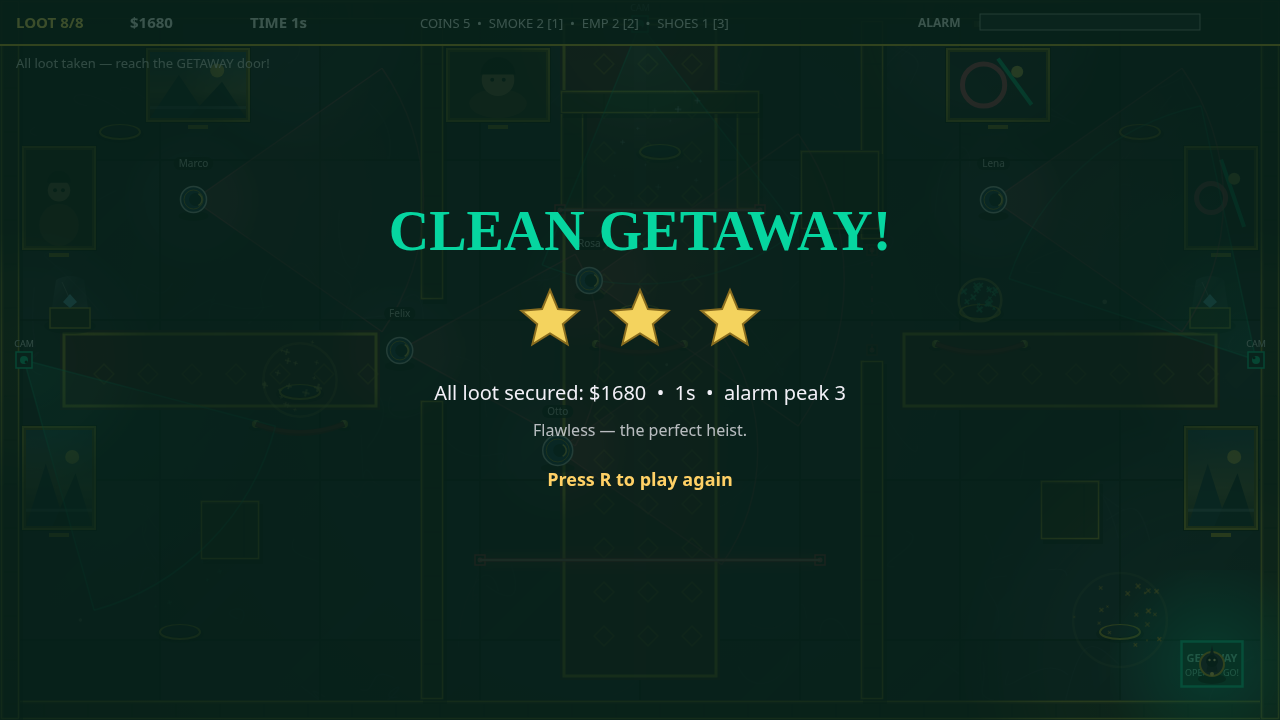 LOOT 8/8 $1680 TIME 1s COINS 5 • SMOKE 2 [1] • EMP 2 [2] • SHOES 1 [3] ALARM
All loot taken — reach the GETAWAY door!
Marco
Lena
CLEAN GETAWAY!
Rosa
Felix
CAM
CAM
All loot secured: $1680 • 1s • alarm peak 3
Otto
Flawless — the perfect heist.
Press R to play again